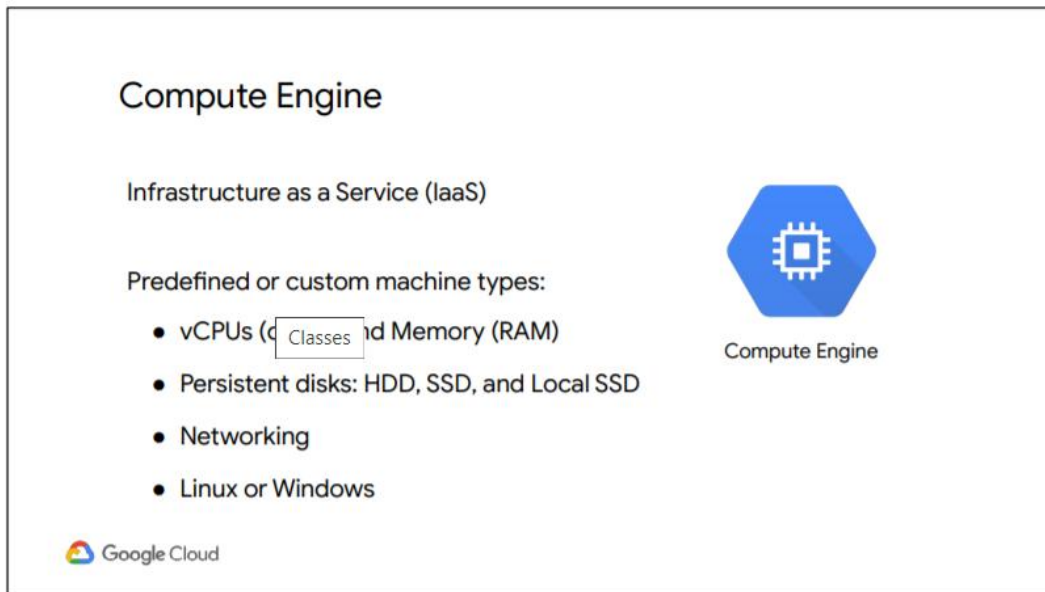 Compute Engine
Infrastructure as a Service (IaaS)
Predefined or custom machine types:
● vCPUs ( Classes nd Memory (RAM)
● Persistent disks: HDD, SSD, and Local SSD
● Networking
● Linux or Windows
Compute Engine
Google Cloud